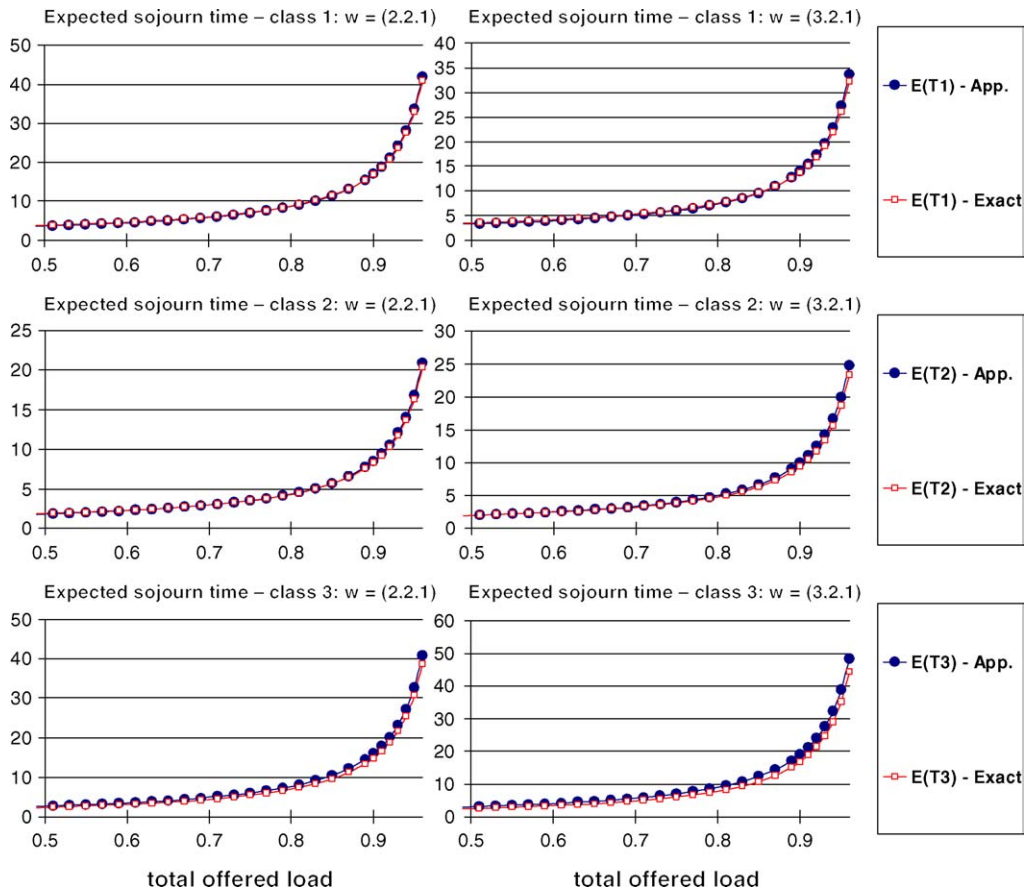 Expected sojourn time – class 1: w = (2.2.1)
50
40
30
20
10
0
0.5 0.6 0.7 0.8 0.9
Expected sojourn time – class 1: w = (3.2.1)
40
35
30
25
20
15
10
5
0
0.5 0.6 0.7 0.8 0.9
E(T1) - App.
E(T1) - Exact
Expected sojourn time – class 2: w = (2.2.1)
25
20
15
10
5
0
0.5 0.6 0.7 0.8 0.9
Expected sojourn time – class 2: w = (3.2.1)
30
25
20
15
10
5
0
0.5 0.6 0.7 0.8 0.9
E(T2) - App.
E(T2) - Exact
Expected sojourn time – class 3: w = (2.2.1)
50
40
30
20
10
0
0.5 0.6 0.7 0.8 0.9
total offered load
Expected sojourn time – class 3: w = (3.2.1)
60
50
40
30
20
10
0
0.5 0.6 0.7 0.8 0.9
total offered load
E(T3) - App.
E(T3) - Exact